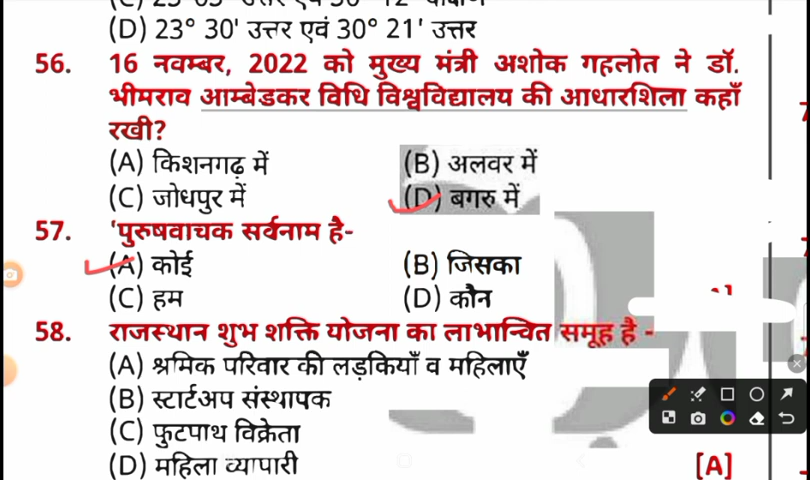 (D) 23° 30' उत्तर एवं 30° 21' उत्तर
56. 16 नवम्बर, 2022 को मुख्य मंत्री अशोक गहलोत ने डॉ.
भीमराव आम्बेडकर विधि विश्वविद्यालय की आधारशिला कहाँ
रखी?
(A) किशनगढ़ में (B) अलवर में
(C) जोधपुर में (D) बगरु में
57. 'पुरुषवाचक सर्वनाम है-
(A) कोई (B) जिसका
(C) हम (D) कौन
58. राजस्थान शुभ शक्ति योजना का लाभान्वित समूह है -
(A) श्रमिक परिवार की लड़कियाँ व महिलाएँ
(B) स्टार्टअप संस्थापक
(C) फुटपाथ विक्रेता
(D) महिला व्यापारी [A]